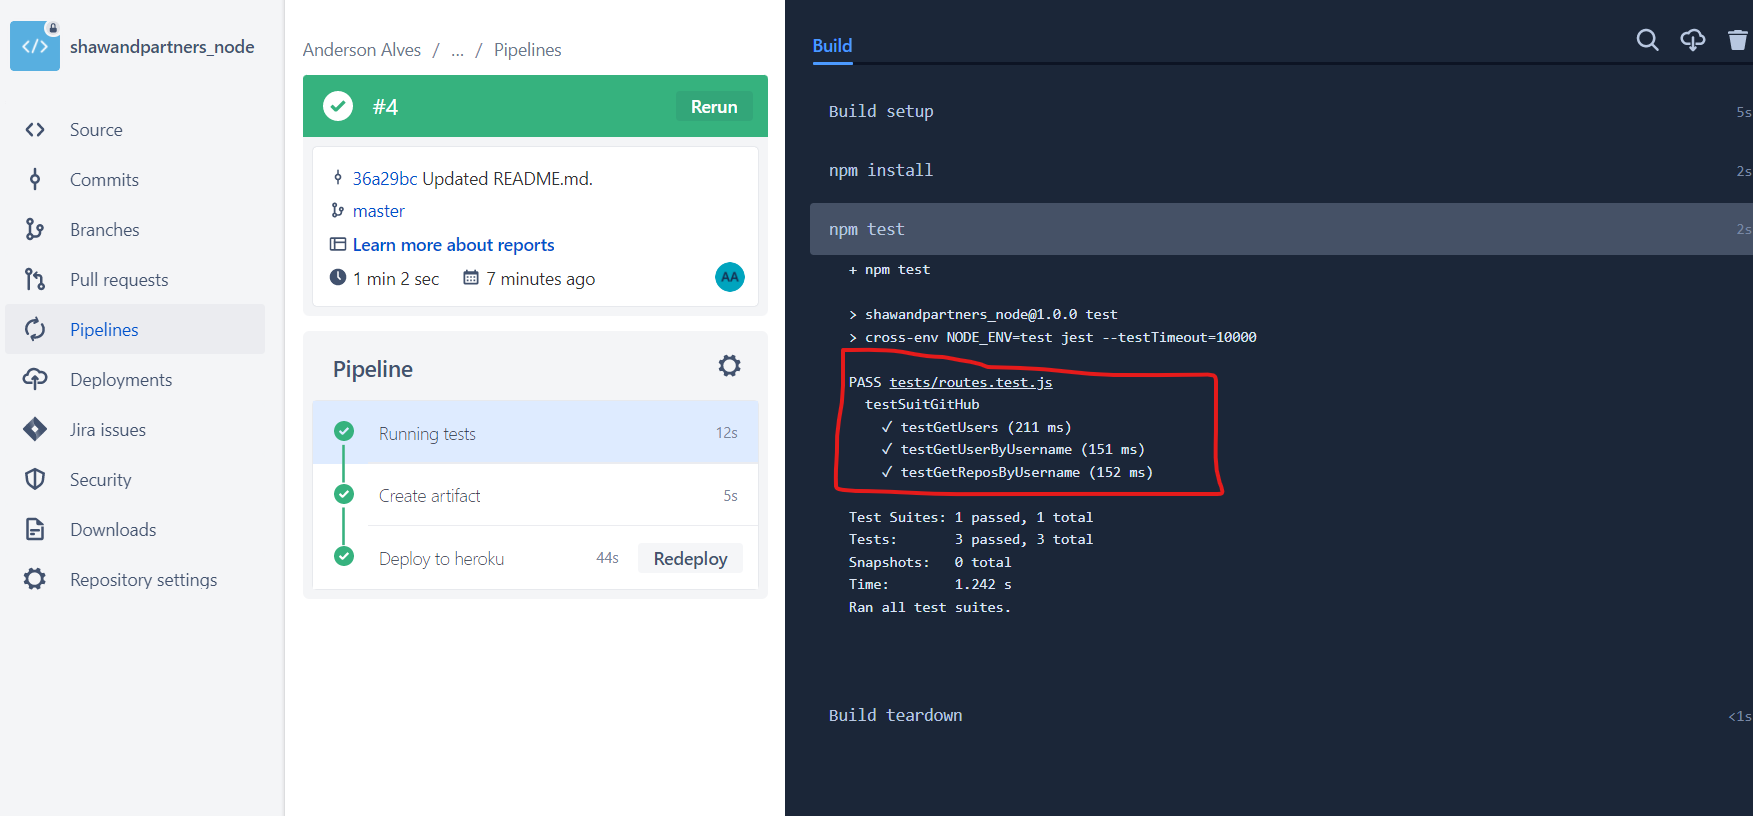 shawandpartners_node
Source
Commits
Branches
Pull requests
Pipelines
Deployments
Jira issues
Security
Downloads
Repository settings
Anderson Alves / ... / Pipelines
#4 Rerun
36a29bc Updated README.md.
master
Learn more about reports
1 min 2 sec 7 minutes ago AA
Pipeline
Running tests 12s
Create artifact 5s
Deploy to heroku 44s Redeploy
Build
Build setup 5s
npm install 2s
npm test 2s
+ npm test
> shawandpartners_node@1.0.0 test
> cross-env NODE_ENV=test jest --testTimeout=10000
PASS tests/routes.test.js
testSuitGitHub
✓ testGetUsers (211 ms)
✓ testGetUserByUsername (151 ms)
✓ testGetReposByUsername (152 ms)
Test Suites: 1 passed, 1 total
Tests: 3 passed, 3 total
Snapshots: 0 total
Time: 1.242 s
Ran all test suites.
Build teardown <1s